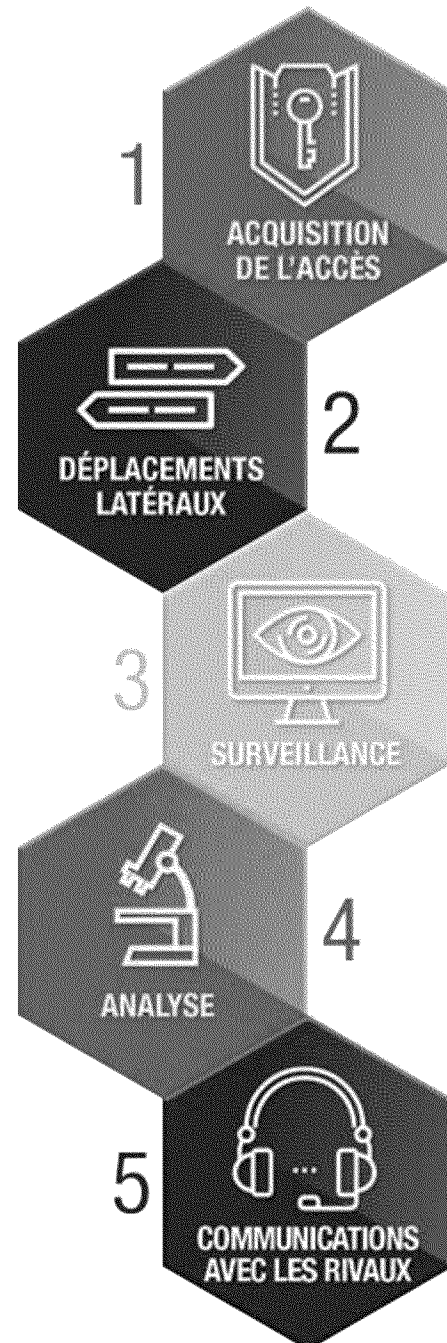 1
ACQUISITION
DE L'ACCÈS
2
DÉPLACEMENTS
LATÉRAUX
3
SURVEILLANCE
4
ANALYSE
5
COMMUNICATIONS
AVEC LES RIVAUX